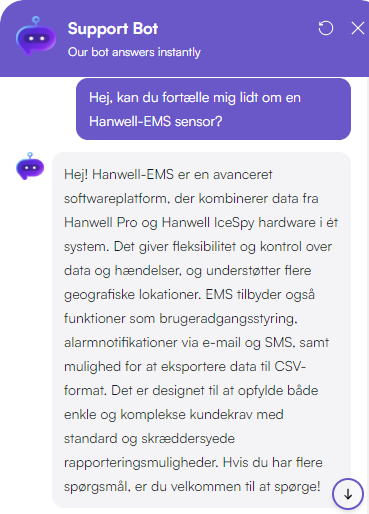 Support Bot
Our bot answers instantly
Hej, kan du fortælle mig lidt om en
Hanwell-EMS sensor?
Hej! Hanwell-EMS er en avanceret
softwareplatform, der kombinerer data fra
Hanwell Pro og Hanwell IceSpy hardware i ét
system. Det giver fleksibilitet og kontrol over
data og hændelser, og understøtter flere
geografiske lokationer. EMS tilbyder også
funktioner som brugeradgangsstyring,
alarmnotifikationer via e-mail og SMS, samt
mulighed for at eksportere data til CSV-
format. Det er designet til at opfylde både
enkle og komplekse kundekrav med
standard og skræddersyede
rapporteringsmuligheder. Hvis du har flere
spørgsmål, er du velkommen til at spørge!